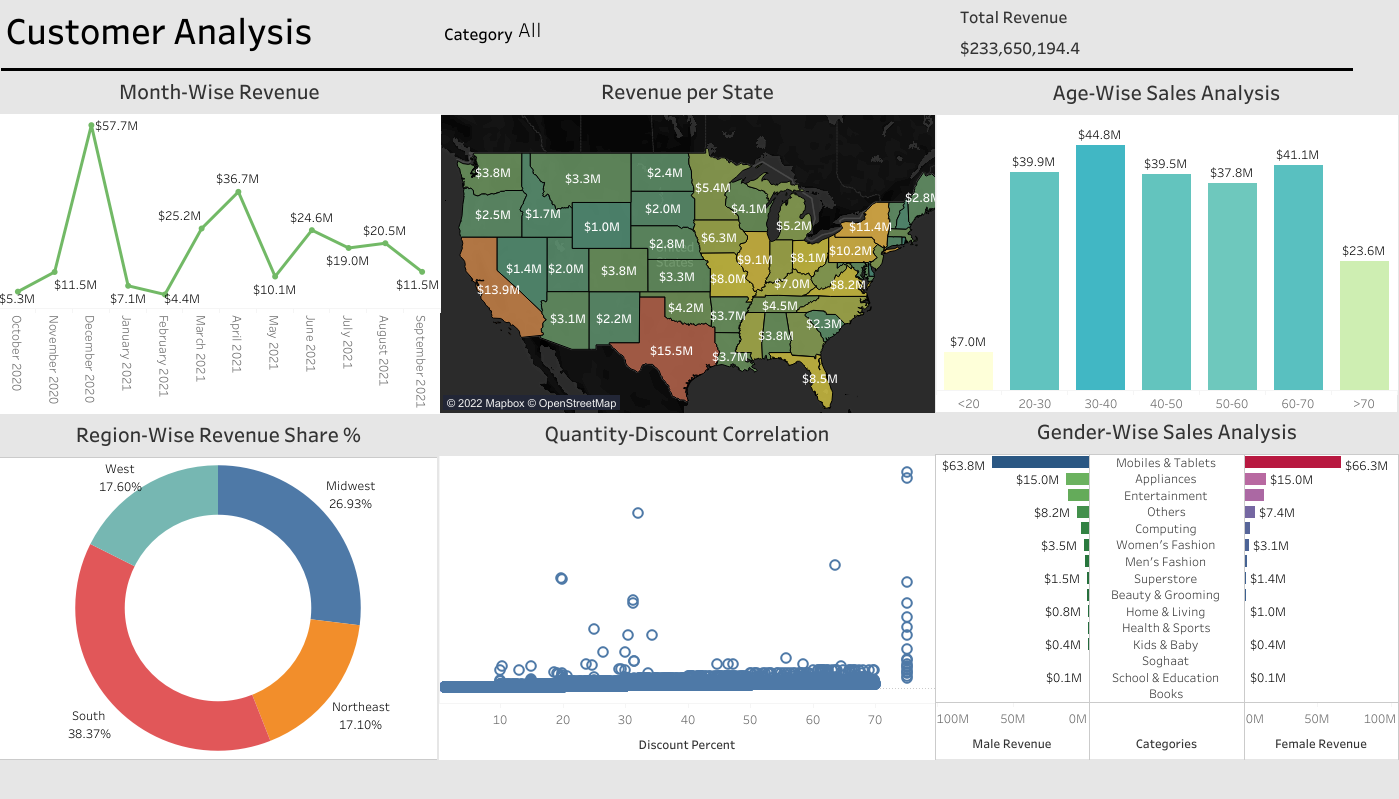 Customer Analysis
Category All
Total Revenue
$233,650,194.4
Month-Wise Revenue
$57.7M
$36.7M
$25.2M
$24.6M
$20.5M
$19.0M
$11.5M
$11.5M
$10.1M
$5.3M
$7.1M
$4.4M
October 2020
November 2020
December 2020
January 2021
February 2021
March 2021
April 2021
May 2021
June 2021
July 2021
August 2021
September 2021
Revenue per State
$3.8M
$3.3M
$2.4M
$5.4M
$2.8M
$2.5M
$1.7M
$2.0M
$4.1M
$1.0M
$5.2M
$11.4M
$6.3M
$2.8M
$10.2M
$1.4M
$2.0M
$3.8M
$3.3M
$9.1M
$8.1M
$8.0M
$7.0M
$8.2M
$13.9M
$3.1M
$2.2M
$4.2M
$3.7M
$4.5M
$2.3M
$3.8M
$15.5M
$3.7M
$8.5M
States
© 2022 Mapbox © OpenStreetMap
Age-Wise Sales Analysis
$44.8M
$39.9M
$39.5M
$37.8M
$41.1M
$23.6M
$7.0M
<20 20-30 30-40 40-50 50-60 60-70 >70
Region-Wise Revenue Share %
West
17.60%
Midwest
26.93%
Northeast
17.10%
South
38.37%
Quantity-Discount Correlation
10 20 30 40 50 60 70
Discount Percent
Gender-Wise Sales Analysis
$63.8M Mobiles & Tablets $66.3M
$15.0M Appliances $15.0M
Entertainment
$8.2M Others $7.4M
Computing
$3.5M Women's Fashion $3.1M
Men's Fashion
$1.5M Superstore $1.4M
Beauty & Grooming
$0.8M Home & Living $1.0M
Health & Sports
$0.4M Kids & Baby $0.4M
Soghaat
$0.1M School & Education $0.1M
Books
100M 50M 0M 0M 50M 100M
Male Revenue Categories Female Revenue